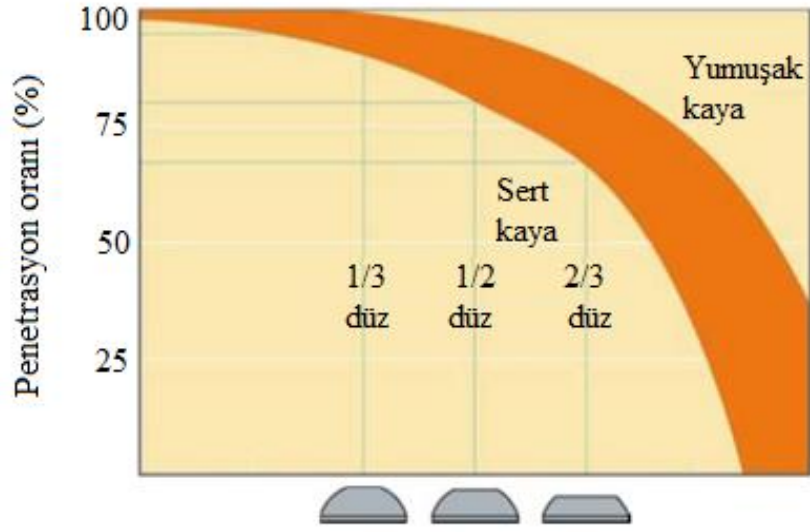 Penetrasyon oranı (%)
100
75
50
25
Yumuşak
kaya
Sert
kaya
1/3
düz
1/2
düz
2/3
düz